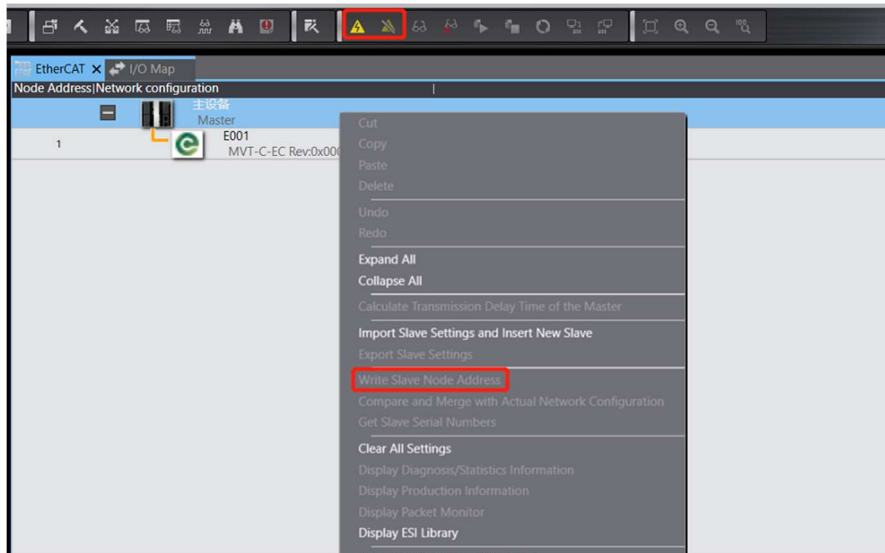 EtherCAT
I/O Map
Node Address|Network configuration
主设备
Master
1
E001
MVT-C-EC Rev:0x000
Cut
Copy
Paste
Delete
Undo
Redo
Expand All
Collapse All
Calculate Transmission Delay Time of the Master
Import Slave Settings and Insert New Slave
Export Slave Settings
Write Slave Node Address
Compare and Merge with Actual Network Configuration
Get Slave Serial Numbers
Clear All Settings
Display Diagnosis/Statistics Information
Display Production Information
Display Packet Monitor
Display ESI Library